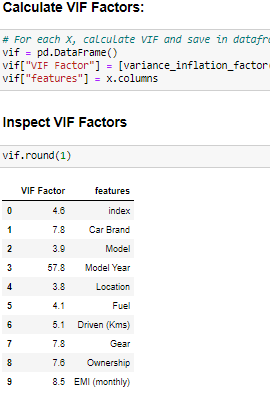 Calculate VIF Factors:
# For each X, calculate VIF and save in datafra
vif = pd.DataFrame()
vif["VIF Factor"] = [variance_inflation_factor(
vif["features"] = x.columns
Inspect VIF Factors
vif.round(1)
VIF Factor features
0 4.6 index
1 7.8 Car Brand
2 3.9 Model
3 57.8 Model Year
4 3.8 Location
5 4.1 Fuel
6 5.1 Driven (Kms)
7 7.8 Gear
8 7.6 Ownership
9 8.5 EMI (monthly)